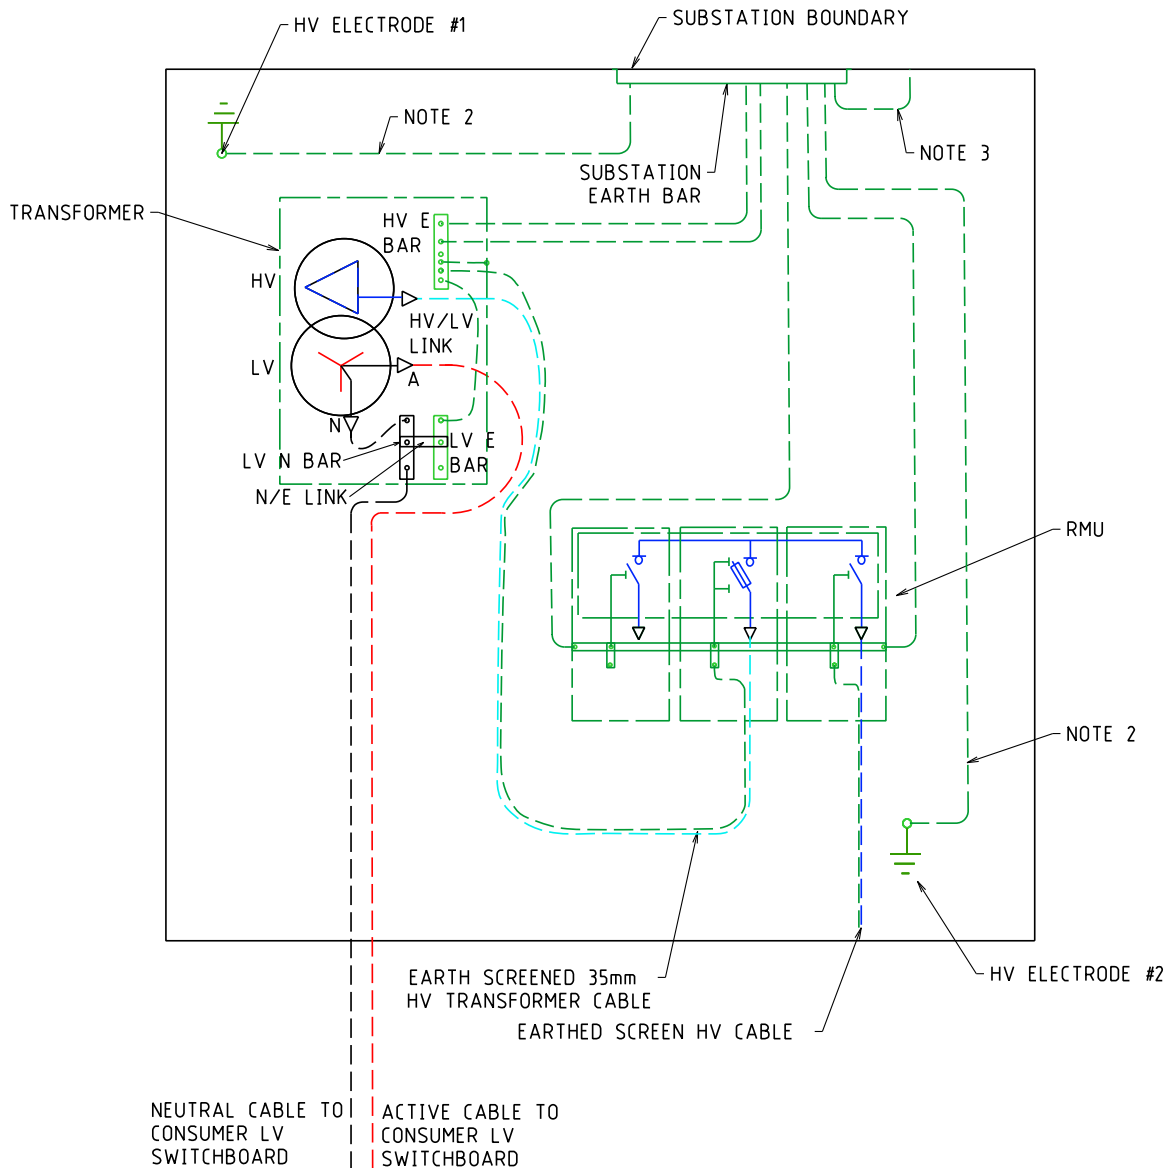 SUBSTATION BOUNDARY
HV ELECTRODE #1
NOTE 2
NOTE 3
SUBSTATION
EARTH BAR
TRANSFORMER
HV E
BAR
HV
HV/LV
LINK
LV
A
N
LV E
BAR
LV N BAR
N/E LINK
RMU
NOTE 2
EARTH SCREENED 35mm
HV TRANSFORMER CABLE
HV ELECTRODE #2
EARTHED SCREEN HV CABLE
NEUTRAL CABLE TO
CONSUMER LV
SWITCHBOARD
ACTIVE CABLE TO
CONSUMER LV
SWITCHBOARD